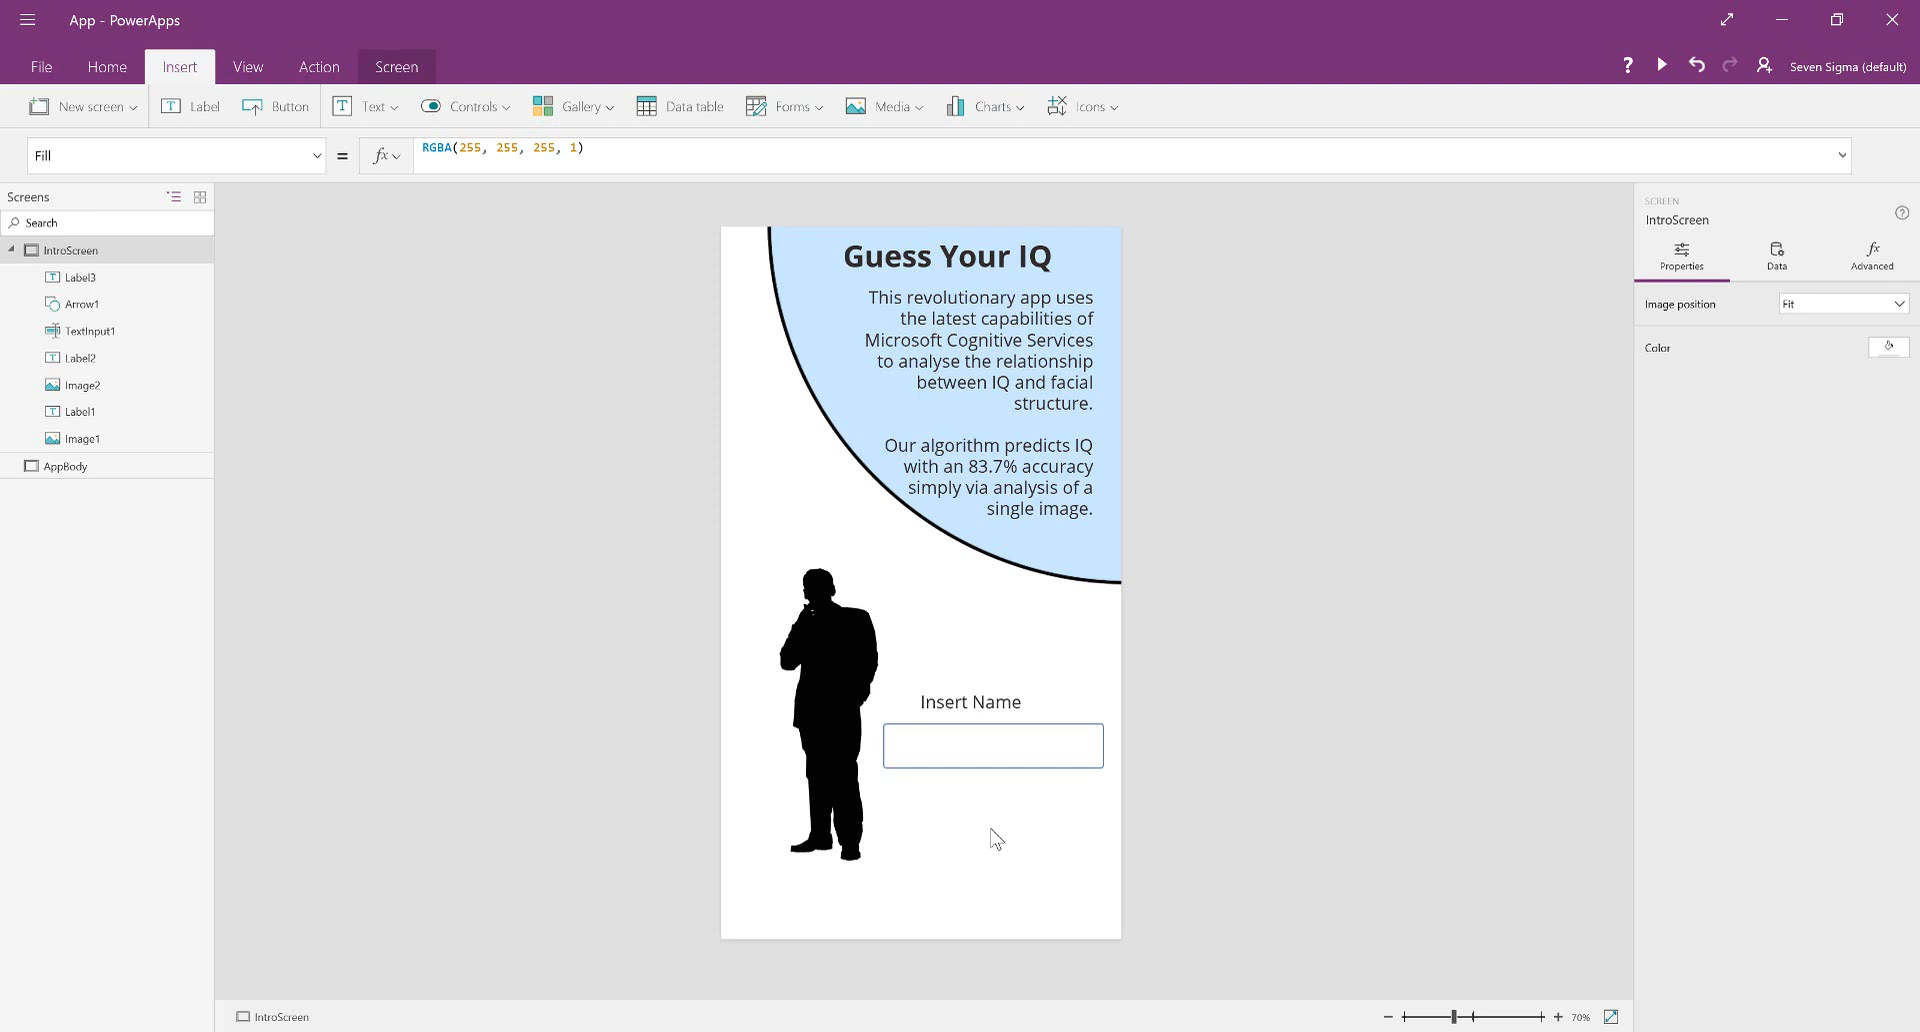 App - PowerApps
File Home Insert View Action Screen
? Seven Sigma (default)
New screen Label Button Text Controls Gallery Data table Forms Media Charts Icons
Fill = fx RGBA(255, 255, 255, 1)
Screens
Search
IntroScreen
Label3
Arrow1
TextInput1
Label2
Image2
Label1
Image1
AppBody
Guess Your IQ
This revolutionary app uses
the latest capabilities of
Microsoft Cognitive Services
to analyse the relationship
between IQ and facial
structure.
Our algorithm predicts IQ
with an 83.7% accuracy
simply via analysis of a
single image.
Insert Name
SCREEN
IntroScreen
?
Properties Data fx Advanced
Image position Fit
Color
IntroScreen
70%